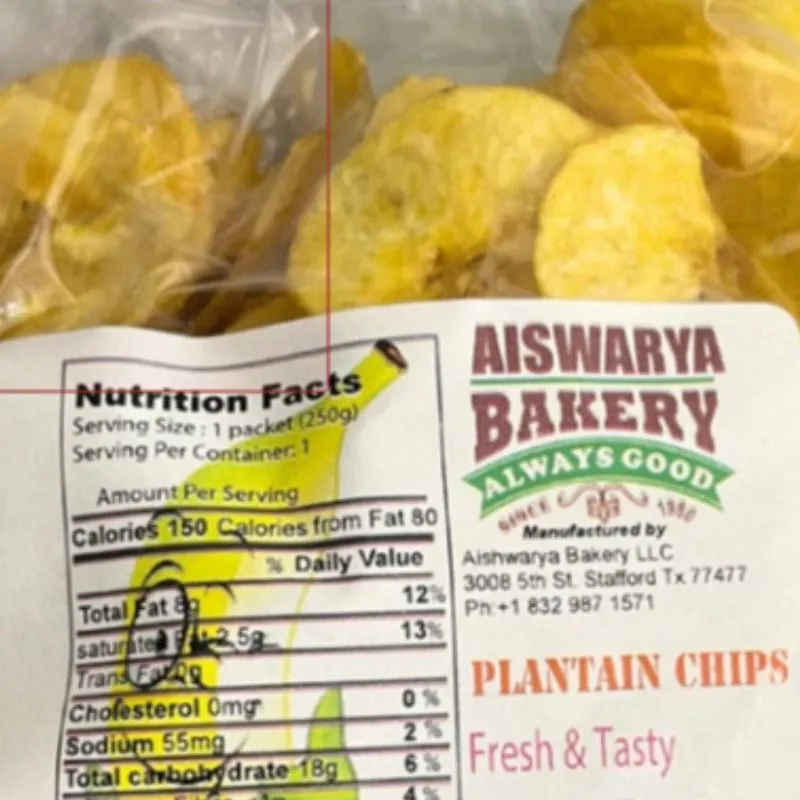 AISWARYA
BAKERY
ALWAYS GOOD
SINCE 1980
Manufactured by
Aishwarya Bakery LLC
3008 5th St. Stafford Tx 77477
Ph:+1 832 987 1571
PLANTAIN CHIPS
Fresh & Tasty
Nutrition Facts
Serving Size : 1 packet (250g)
Serving Per Container: 1
Amount Per Serving
Calories 150 Calories from Fat 80
% Daily Value
Total Fat 8g 12%
saturated Fat 2.5g 13%
Trans Fat 0g
Cholesterol 0mg 0 %
Sodium 55mg 2 %
Total carbohydrate 18g 6 %
4%